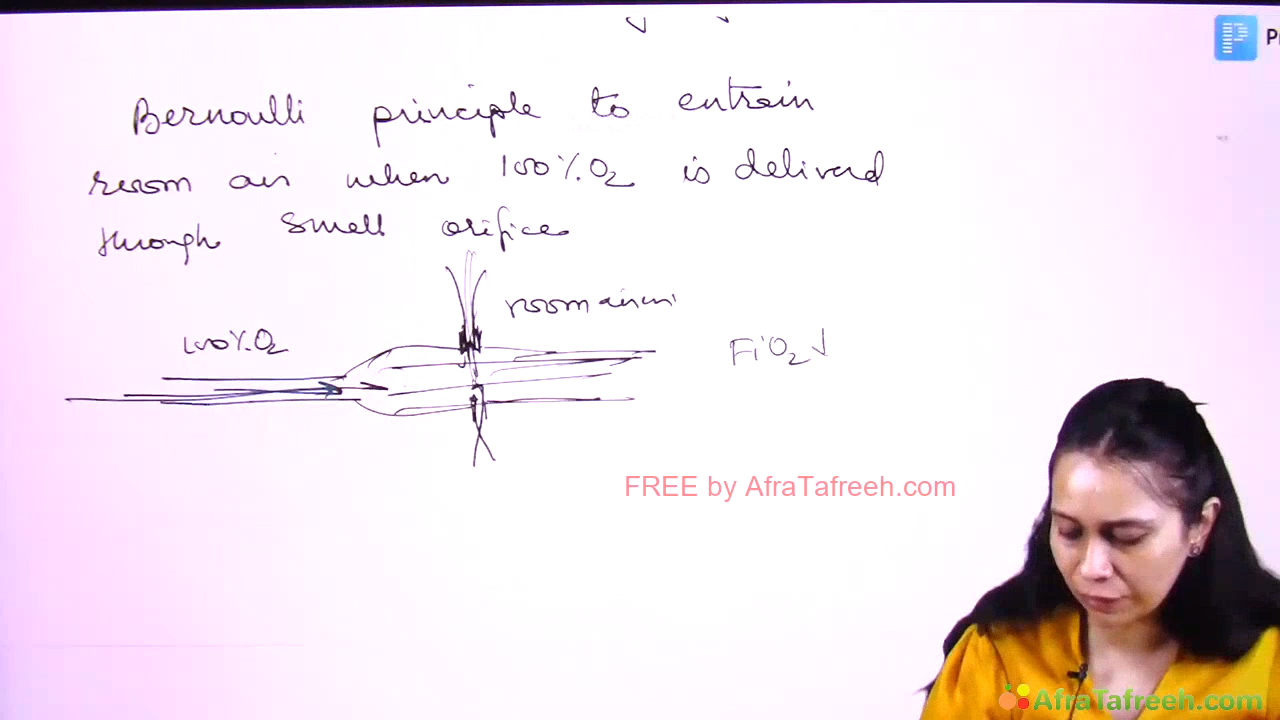 Bernoulli principle to entrain
room air when 100% O2 is delivered
through small orifice
room air
100% O2
FiO2 ↓
FREE by AfraTafreeh.com
AfraTafreeh.com